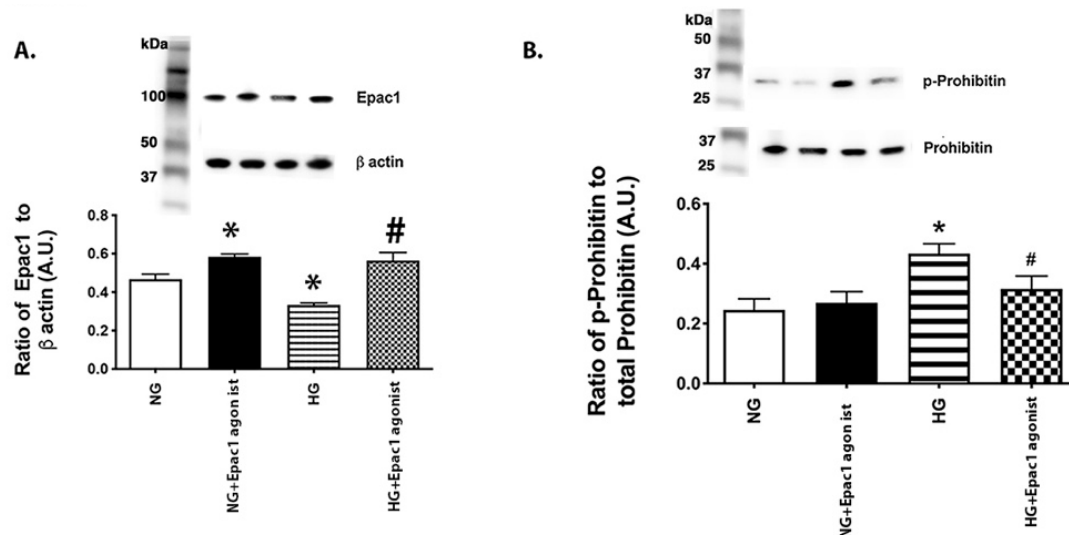 A.
kDa
100
50
37
Epac1
β actin
Ratio of Epac1 to
β actin (A.U.)
0.8
0.6
0.4
0.2
0.0
*
*
#
NG
NG+Epac1 agon ist
HG
HG+Epac1 agonist
B.
kDa
50
37
25
p-Prohibitin
37
25
Prohibitin
Ratio of p-Prohibitin to
total Prohibitin (A.U.)
0.6
0.4
0.2
0.0
*
#
NG
NG+Epac1 agon ist
HG
HG+Epac1 agonist